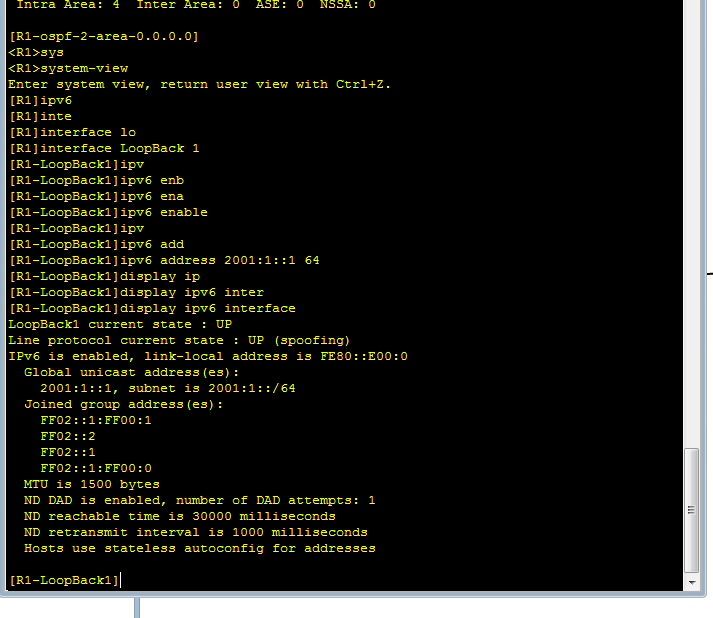 Intra Area: 4  Inter Area: 0  ASE: 0  NSSA: 0
[R1-ospf-2-area-0.0.0.0]
<R1>sys
<R1>system-view
Enter system view, return user view with Ctrl+Z.
[R1]ipv6
[R1]inte
[R1]interface lo
[R1]interface LoopBack 1
[R1-LoopBack1]ipv
[R1-LoopBack1]ipv6 enb
[R1-LoopBack1]ipv6 ena
[R1-LoopBack1]ipv6 enable
[R1-LoopBack1]ipv
[R1-LoopBack1]ipv6 add
[R1-LoopBack1]ipv6 address 2001:1::1 64
[R1-LoopBack1]display ip
[R1-LoopBack1]display ipv6 inter
[R1-LoopBack1]display ipv6 interface
LoopBack1 current state : UP
Line protocol current state : UP (spoofing)
IPv6 is enabled, link-local address is FE80::E00:0
  Global unicast address(es):
    2001:1::1, subnet is 2001:1::/64
  Joined group address(es):
    FF02::1:FF00:1
    FF02::2
    FF02::1
    FF02::1:FF00:0
  MTU is 1500 bytes
  ND DAD is enabled, number of DAD attempts: 1
  ND reachable time is 30000 milliseconds
  ND retransmit interval is 1000 milliseconds
  Hosts use stateless autoconfig for addresses
[R1-LoopBack1]